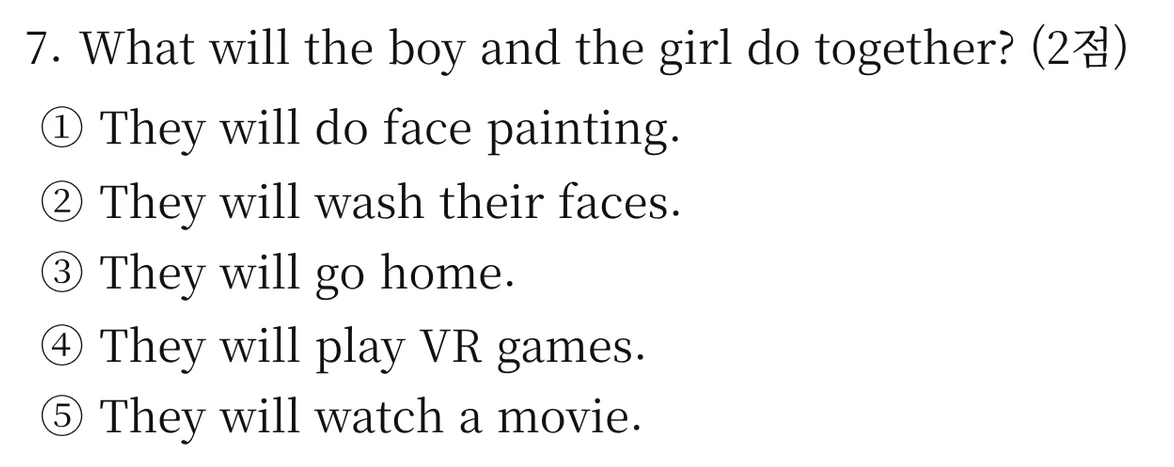 7. What will the boy and the girl do together? (2점)
① They will do face painting.
② They will wash their faces.
③ They will go home.
④ They will play VR games.
⑤ They will watch a movie.